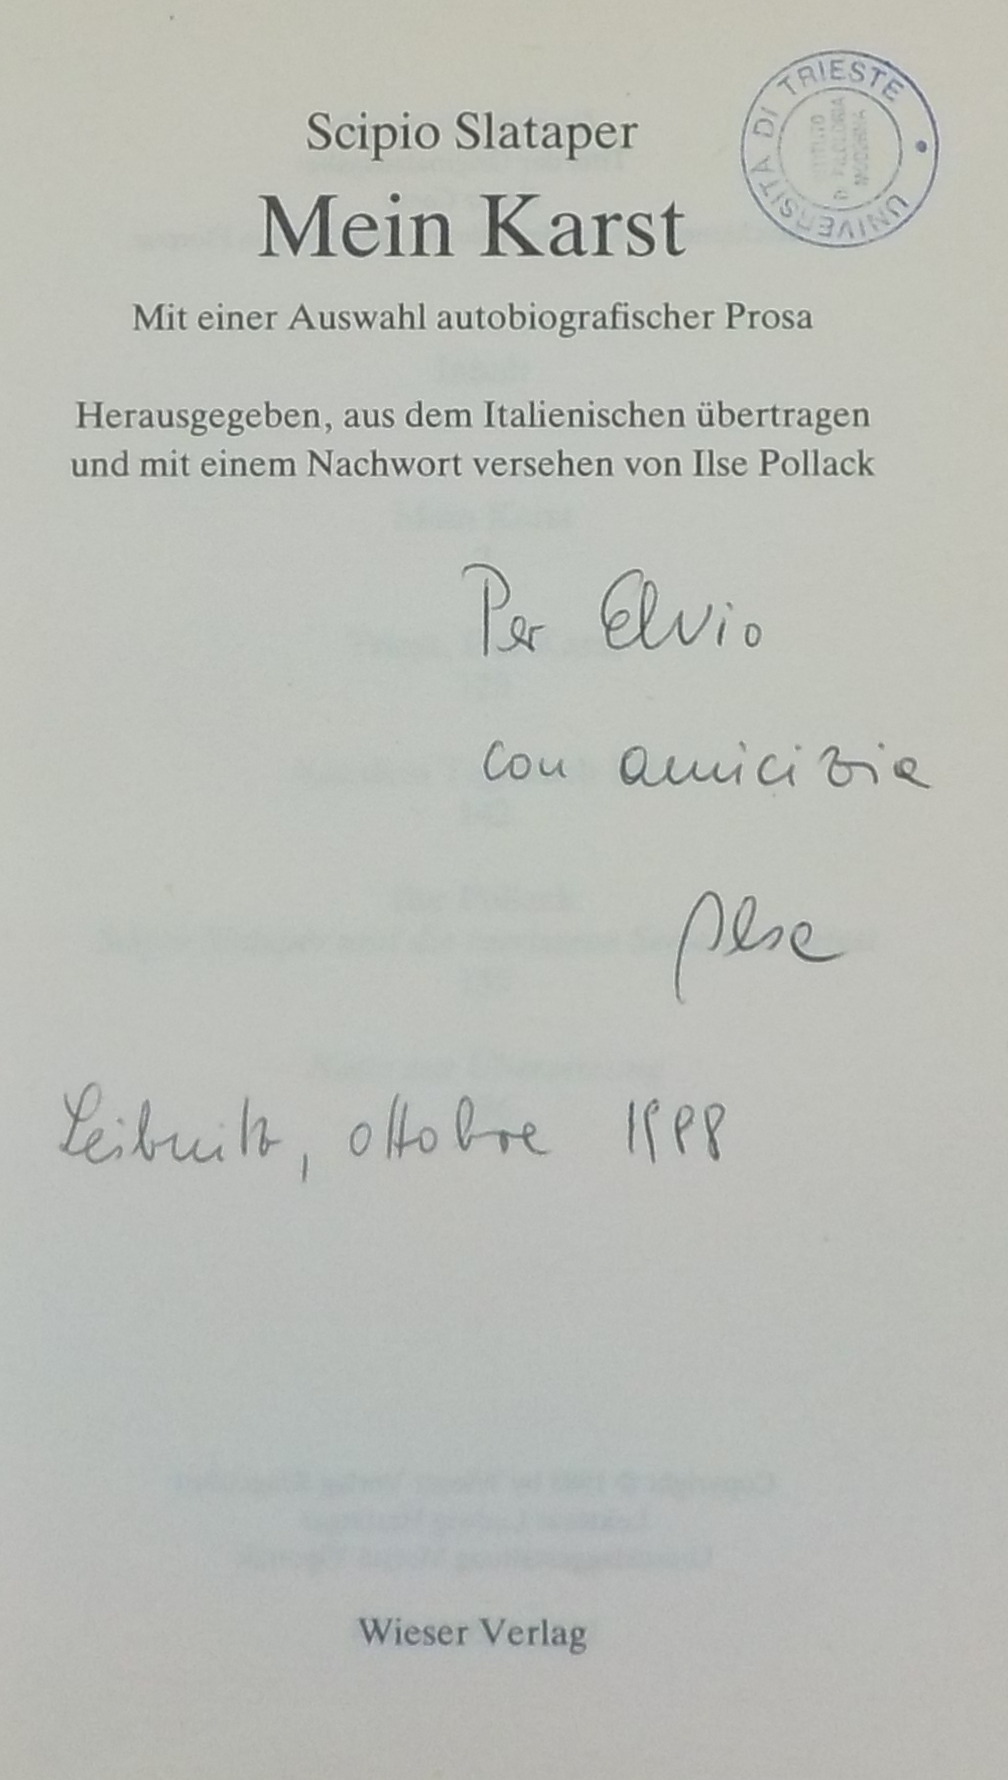 Scipio Slataper
UNIVERSITÀ DI TRIESTE
Mein Karst
Mit einer Auswahl autobiografischer Prosa
Herausgegeben, aus dem Italienischen übertragen
und mit einem Nachwort versehen von Ilse Pollack
Per Elvio
con amicizia
Ilse
Leibnitz, ottobre 1988
Wieser Verlag